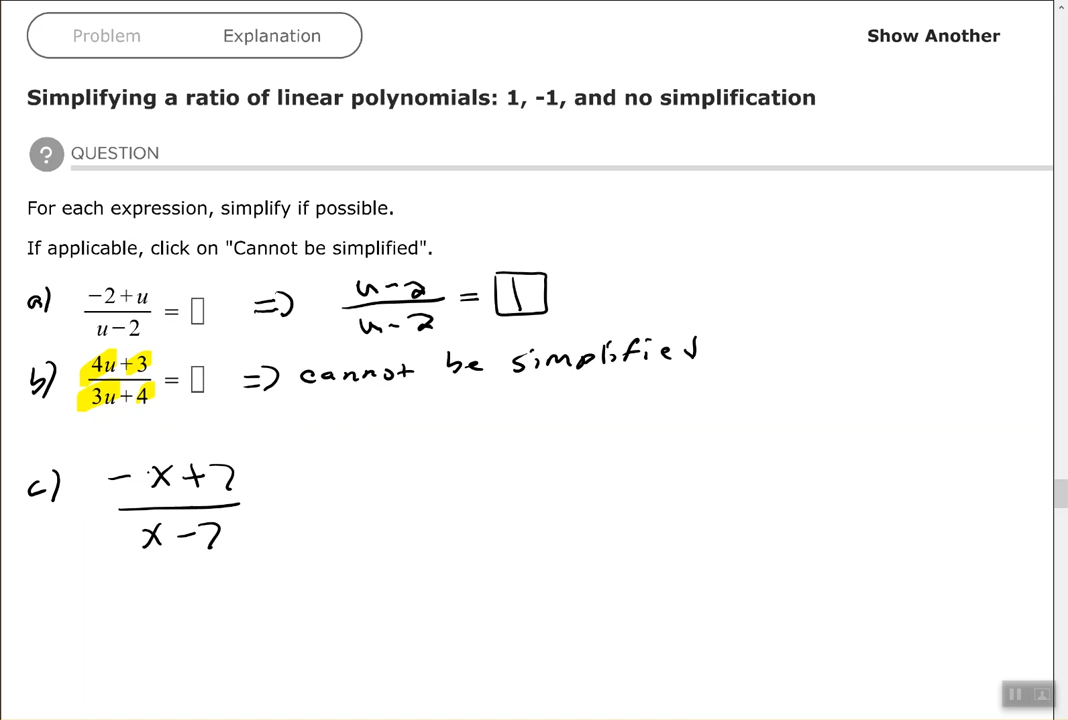 Problem Explanation Show Another
Simplifying a ratio of linear polynomials: 1, -1, and no simplification
? QUESTION
For each expression, simplify if possible.
If applicable, click on "Cannot be simplified".
a) (-2+u)/(u-2) = ▯ => (u-2)/(u-2) = 1
b) (4u+3)/(3u+4) = ▯ => cannot be simplified
c) (-x+7)/(x-7)